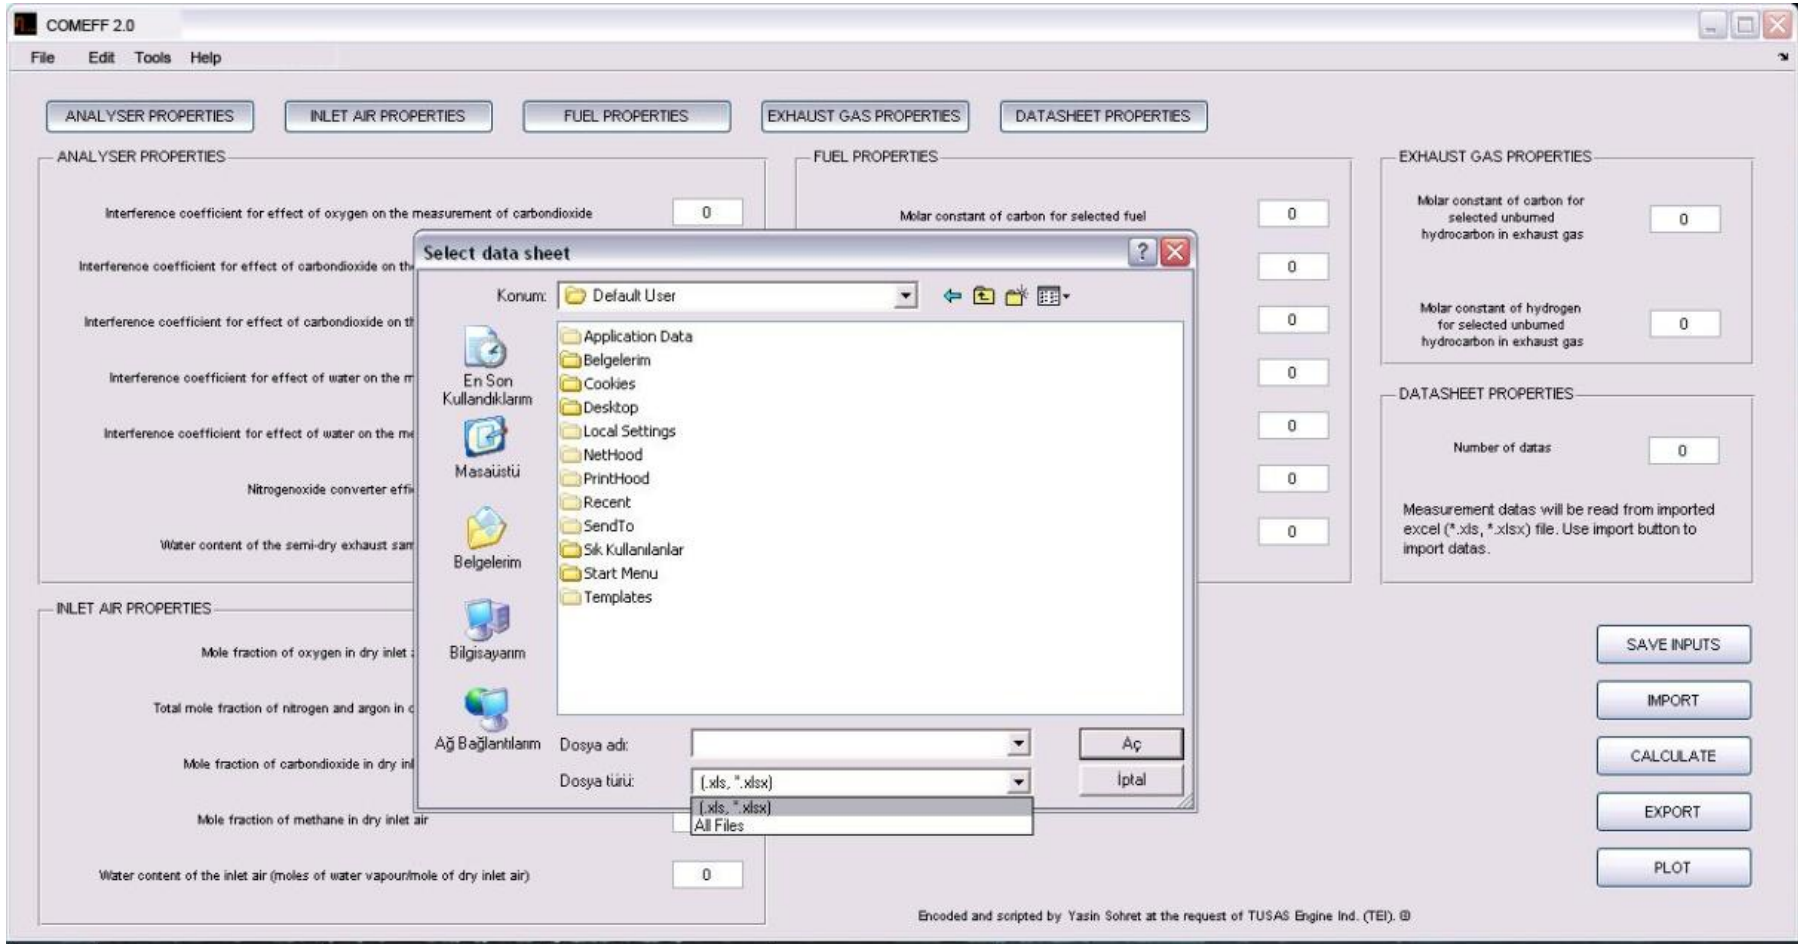 COMEFF 2.0
File Edit Tools Help
ANALYSER PROPERTIES INLET AIR PROPERTIES FUEL PROPERTIES EXHAUST GAS PROPERTIES DATASHEET PROPERTIES
ANALYSER PROPERTIES
Interference coefficient for effect of oxygen on the measurement of carbondioxide 0
Interference coefficient for effect of carbondioxide on the
Interference coefficient for effect of carbondioxide on
Interference coefficient for effect of water on the
Interference coefficient for effect of water on the
Nitrogenoxide converter
Water content of the semi-dry exhaust
INLET AIR PROPERTIES
Mole fraction of oxygen in dry inlet
Total mole fraction of nitrogen and argon in
Mole fraction of carbondioxide in dry
Mole fraction of methane in dry inlet air
Water content of the inlet air (moles of water vapour/mole of dry inlet air) 0
FUEL PROPERTIES
Molar constant of carbon for selected fuel 0
0
0
0
0
0
0
EXHAUST GAS PROPERTIES
Molar constant of carbon for
selected unburned
hydrocarbon in exhaust gas
0
Molar constant of hydrogen
for selected unburned
hydrocarbon in exhaust gas
0
DATASHEET PROPERTIES
Number of datas 0
Measurement datas will be read from imported
excel (*.xls, *.xlsx) file. Use import button to
import datas.
SAVE INPUTS
IMPORT
CALCULATE
EXPORT
PLOT
Select data sheet
Konum: Default User
En Son
Kullandıklarım
Masaüstü
Belgelerim
Bilgisayarım
Ağ Bağlantılarım
Application Data
Belgelerim
Cookies
Desktop
Local Settings
NetHood
PrintHood
Recent
SendTo
Sık Kullanılanlar
Start Menu
Templates
Dosya adı: Aç
Dosya türü: (.xls, *.xlsx) İptal
(.xls, *.xlsx)
All Files
Encoded and scripted by Yasin Sohret at the request of TUSAS Engine Ind. (TEI). ©